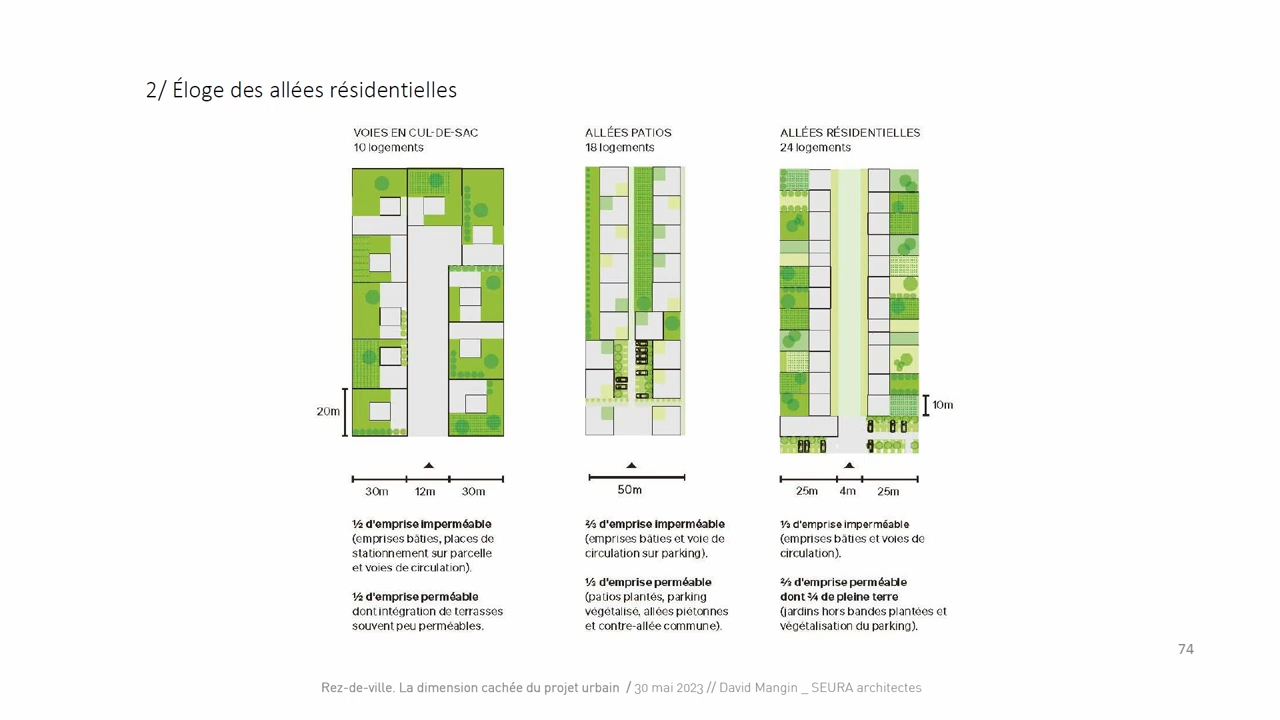 2/ Éloge des allées résidentielles
VOIES EN CUL-DE-SAC
10 logements
ALLÉES PATIOS
18 logements
ALLÉES RÉSIDENTIELLES
24 logements
20m
10m
30m
12m
30m
50m
25m
4m
25m
½ d'emprise imperméable
(emprises bâties, places de
stationnement sur parcelle
et voies de circulation).
½ d'emprise perméable
dont intégration de terrasses
souvent peu perméables.
⅔ d'emprise imperméable
(emprises bâties et voie de
circulation sur parking).
⅓ d'emprise perméable
(patios plantés, parking
végétalisé, allées piétonnes
et contre-allée commune).
⅓ d'emprise imperméable
(emprises bâties et voies de
circulation).
⅔ d'emprise perméable
dont ¾ de pleine terre
(jardins hors bandes plantées et
végétalisation du parking).
74
Rez-de-ville. La dimension cachée du projet urbain / 30 mai 2023 // David Mangin _ SEURA architectes